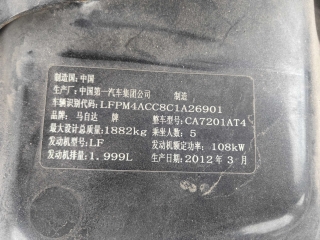 制造国:中国
生产厂:中国第一汽车集团公司 制造
车辆识别代码:LFPM4ACC8C1A26901
品牌:马自达 牌 整车型号:CA7201AT4
最大设计总质量:1882kg 乘坐人数:5
发动机型号:LF 发动机额定功率:108kW
发动机排量:1.999L 生产日期:2012年3月